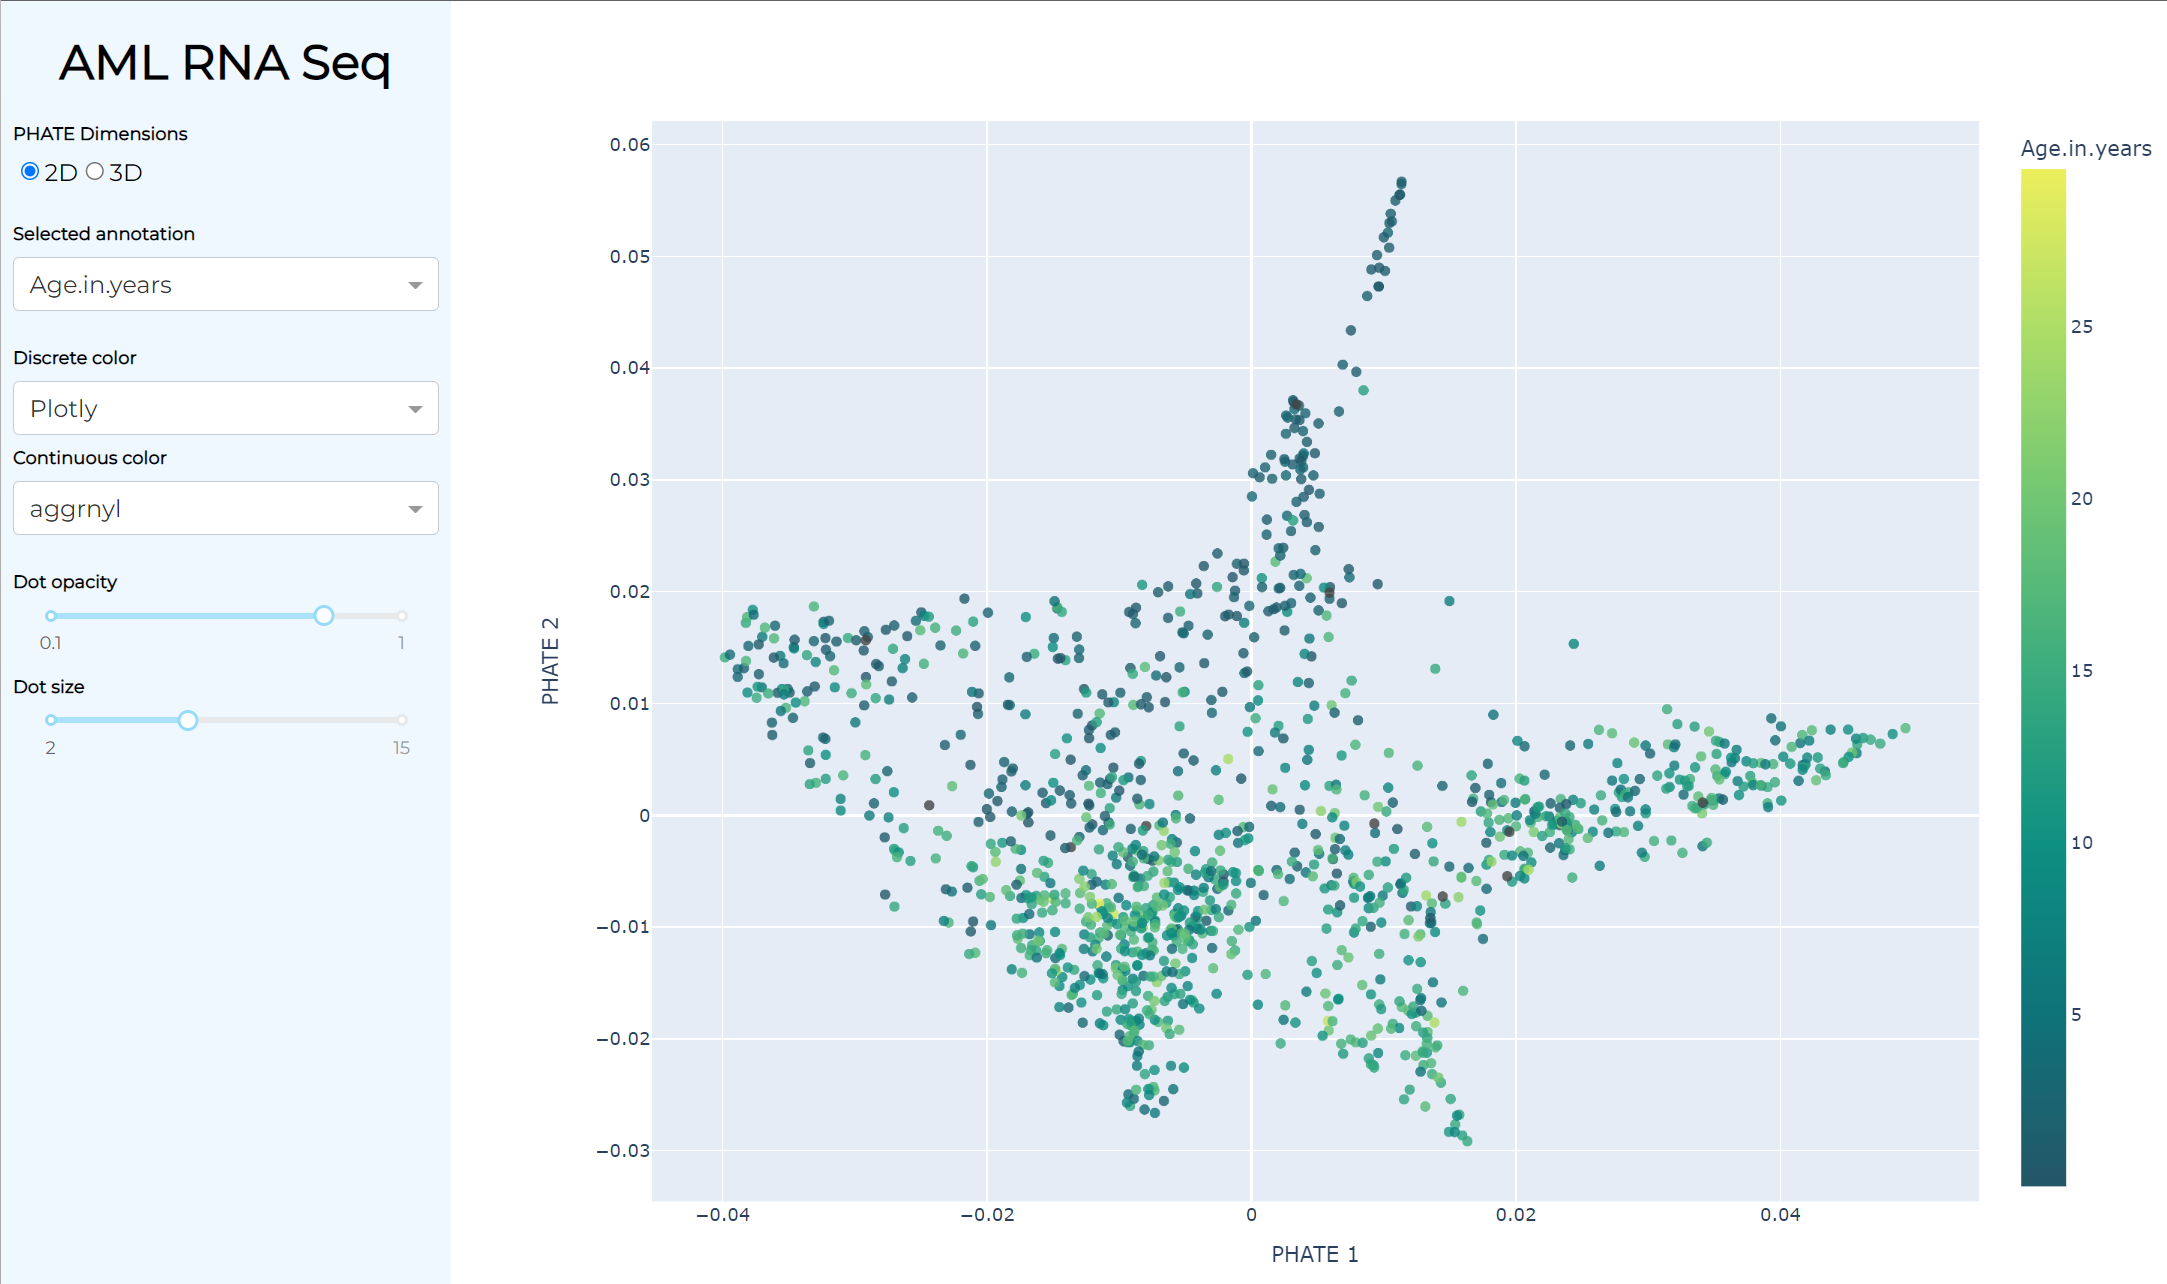 AML RNA Seq
PHATE Dimensions
2D 3D
Selected annotation
Age.in.years
Discrete color
Plotly
Continuous color
aggrnyl
Dot opacity
0.1 1
Dot size
2 15
0.06
0.05
0.04
0.03
0.02
0.01
0
−0.01
−0.02
−0.03
PHATE 2
−0.04 −0.02 0 0.02 0.04
PHATE 1
Age.in.years
25
20
15
10
5